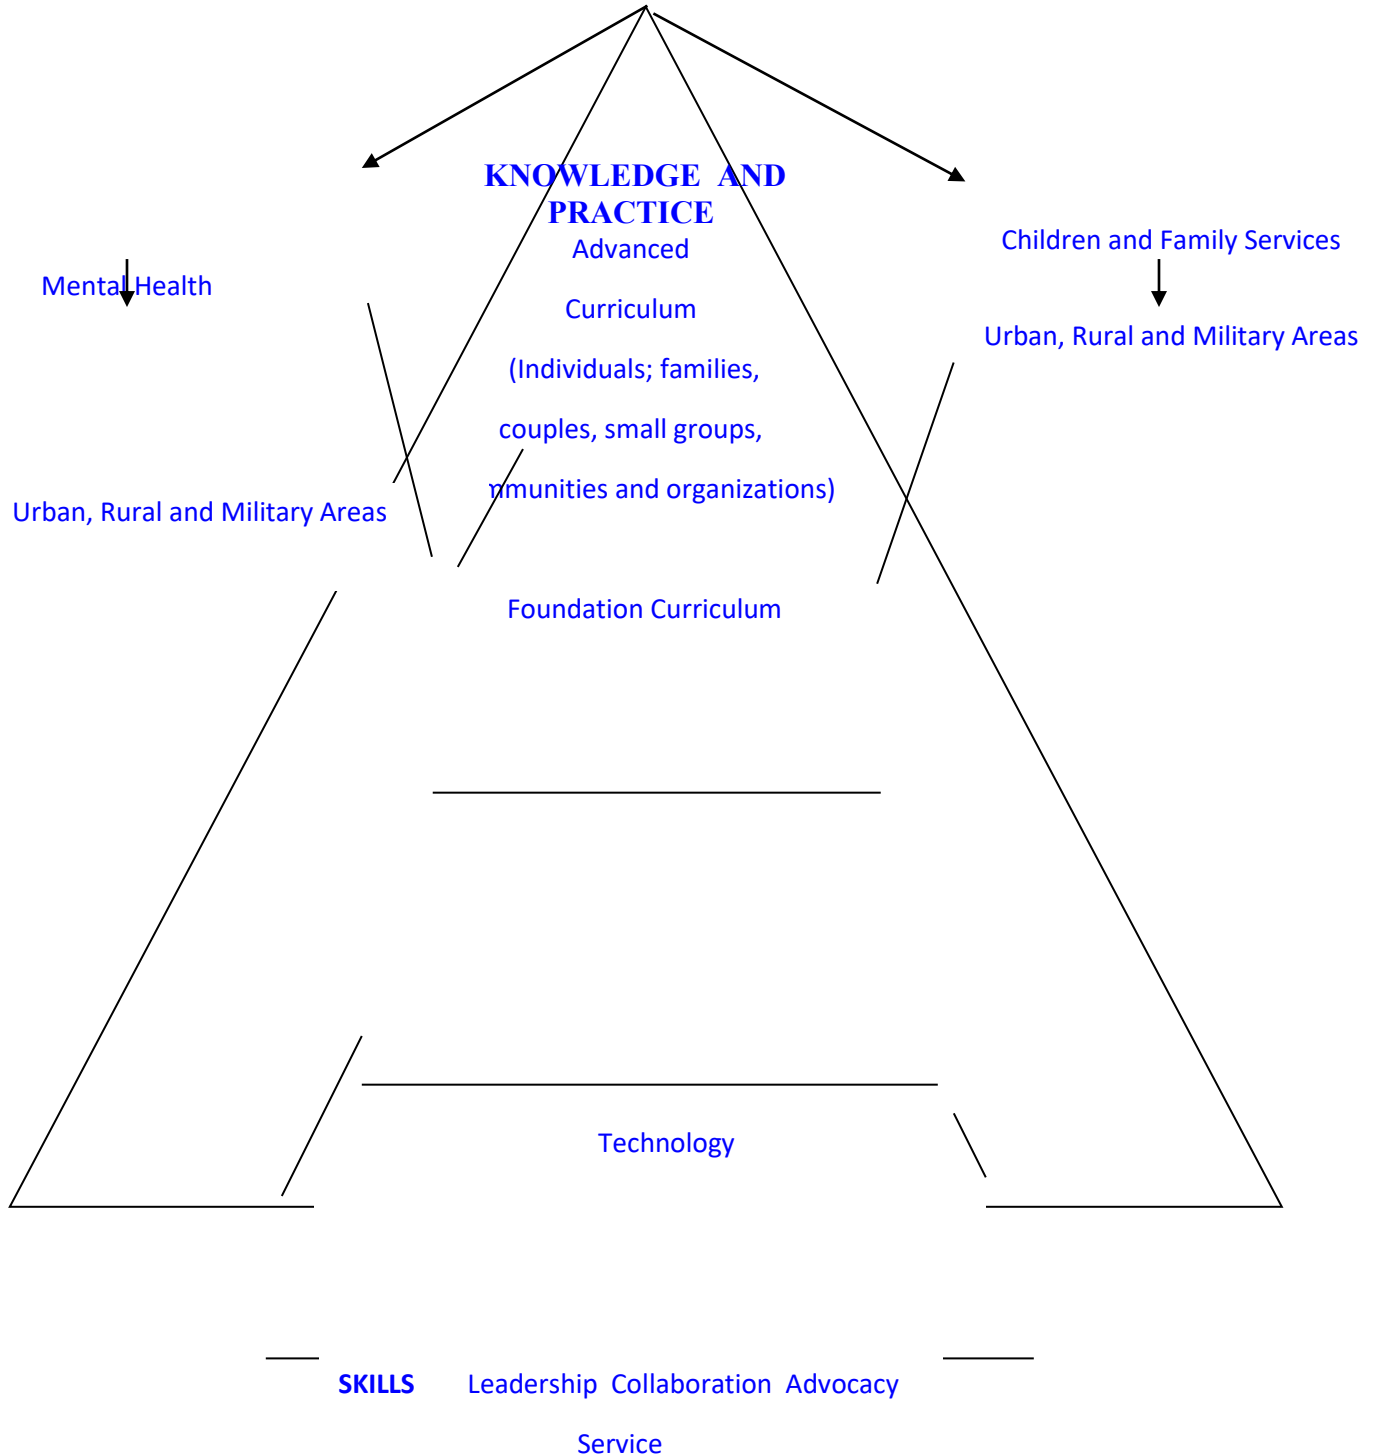 KNOWLEDGE AND
PRACTICE
Advanced
Children and Family Services
Mental Health
Curriculum
Urban, Rural and Military Areas
(Individuals; families,
couples, small groups,
nmunities and organizations)
Urban, Rural and Military Areas
Foundation Curriculum
Technology
SKILLS Leadership Collaboration Advocacy
Service